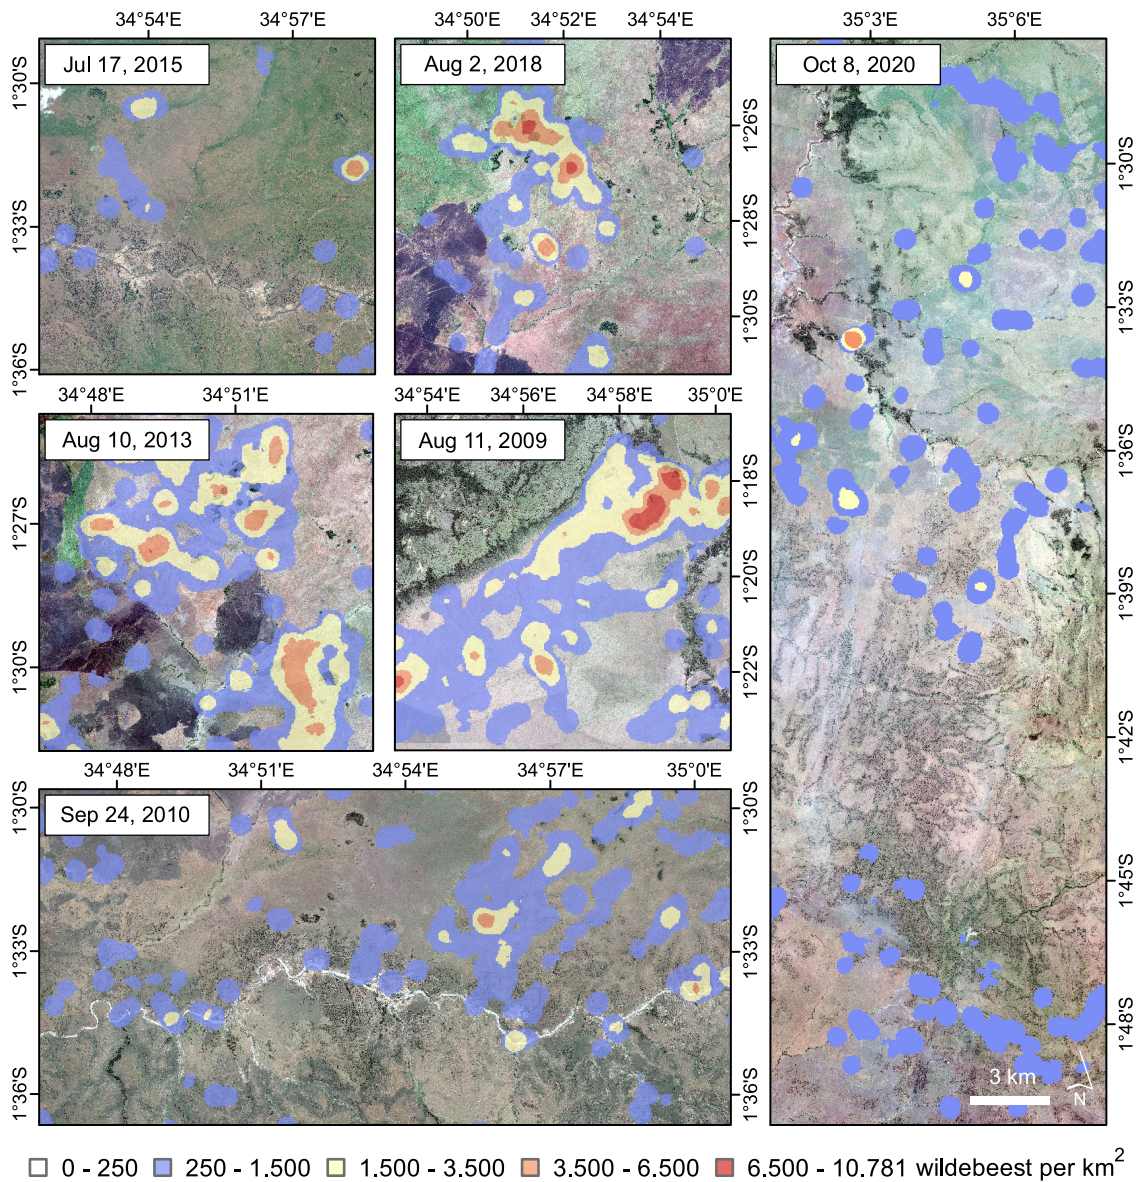 34°54'E 34°57'E
34°50'E 34°52'E 34°54'E
35°3'E 35°6'E
Jul 17, 2015
Aug 2, 2018
Oct 8, 2020
1°30'S
1°33'S
1°36'S
1°26'S
1°28'S
1°30'S
34°48'E 34°51'E
34°54'E 34°56'E 34°58'E 35°0'E
Aug 10, 2013
Aug 11, 2009
1°27'S
1°30'S
1°18'S
1°20'S
1°22'S
34°48'E 34°51'E 34°54'E 34°57'E 35°0'E
Sep 24, 2010
1°30'S
1°33'S
1°36'S
1°30'S
1°33'S
1°36'S
1°30'S
1°33'S
1°36'S
1°39'S
1°42'S
1°45'S
1°48'S
3 km
N
0 - 250 250 - 1.500 1.500 - 3.500 3.500 - 6.500 6.500 - 10.781 wildebeest per km²